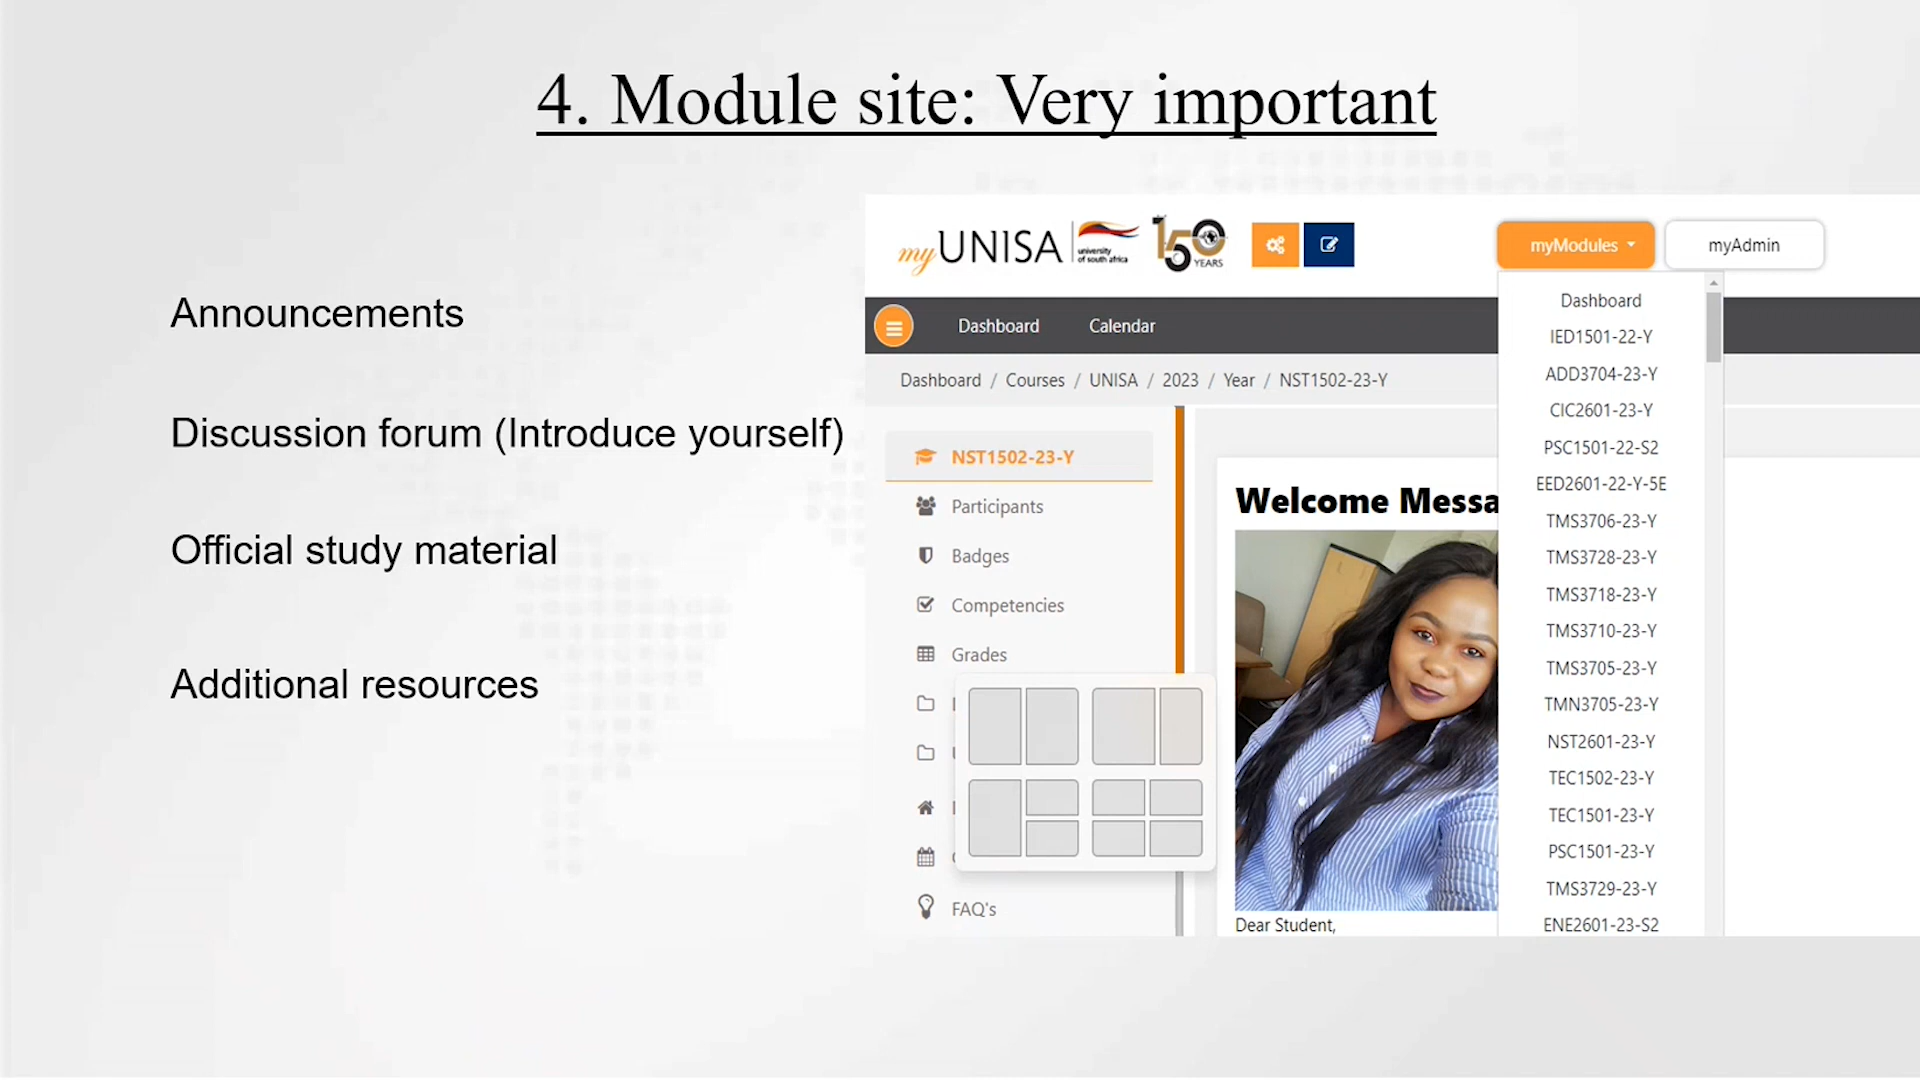 4. Module site: Very important
Announcements
Discussion forum (Introduce yourself)
Official study material
Additional resources
myUNISA
university
of south africa
150
YEARS
myModules
myAdmin
Dashboard
Calendar
Dashboard / Courses / UNISA / 2023 / Year / NST1502-23-Y
NST1502-23-Y
Participants
Badges
Competencies
Grades
FAQ's
Welcome Messa
Dear Student,
Dashboard
IED1501-22-Y
ADD3704-23-Y
CIC2601-23-Y
PSC1501-22-S2
EED2601-22-Y-5E
TMS3706-23-Y
TMS3728-23-Y
TMS3718-23-Y
TMS3710-23-Y
TMS3705-23-Y
TMN3705-23-Y
NST2601-23-Y
TEC1502-23-Y
TEC1501-23-Y
PSC1501-23-Y
TMS3729-23-Y
ENE2601-23-S2